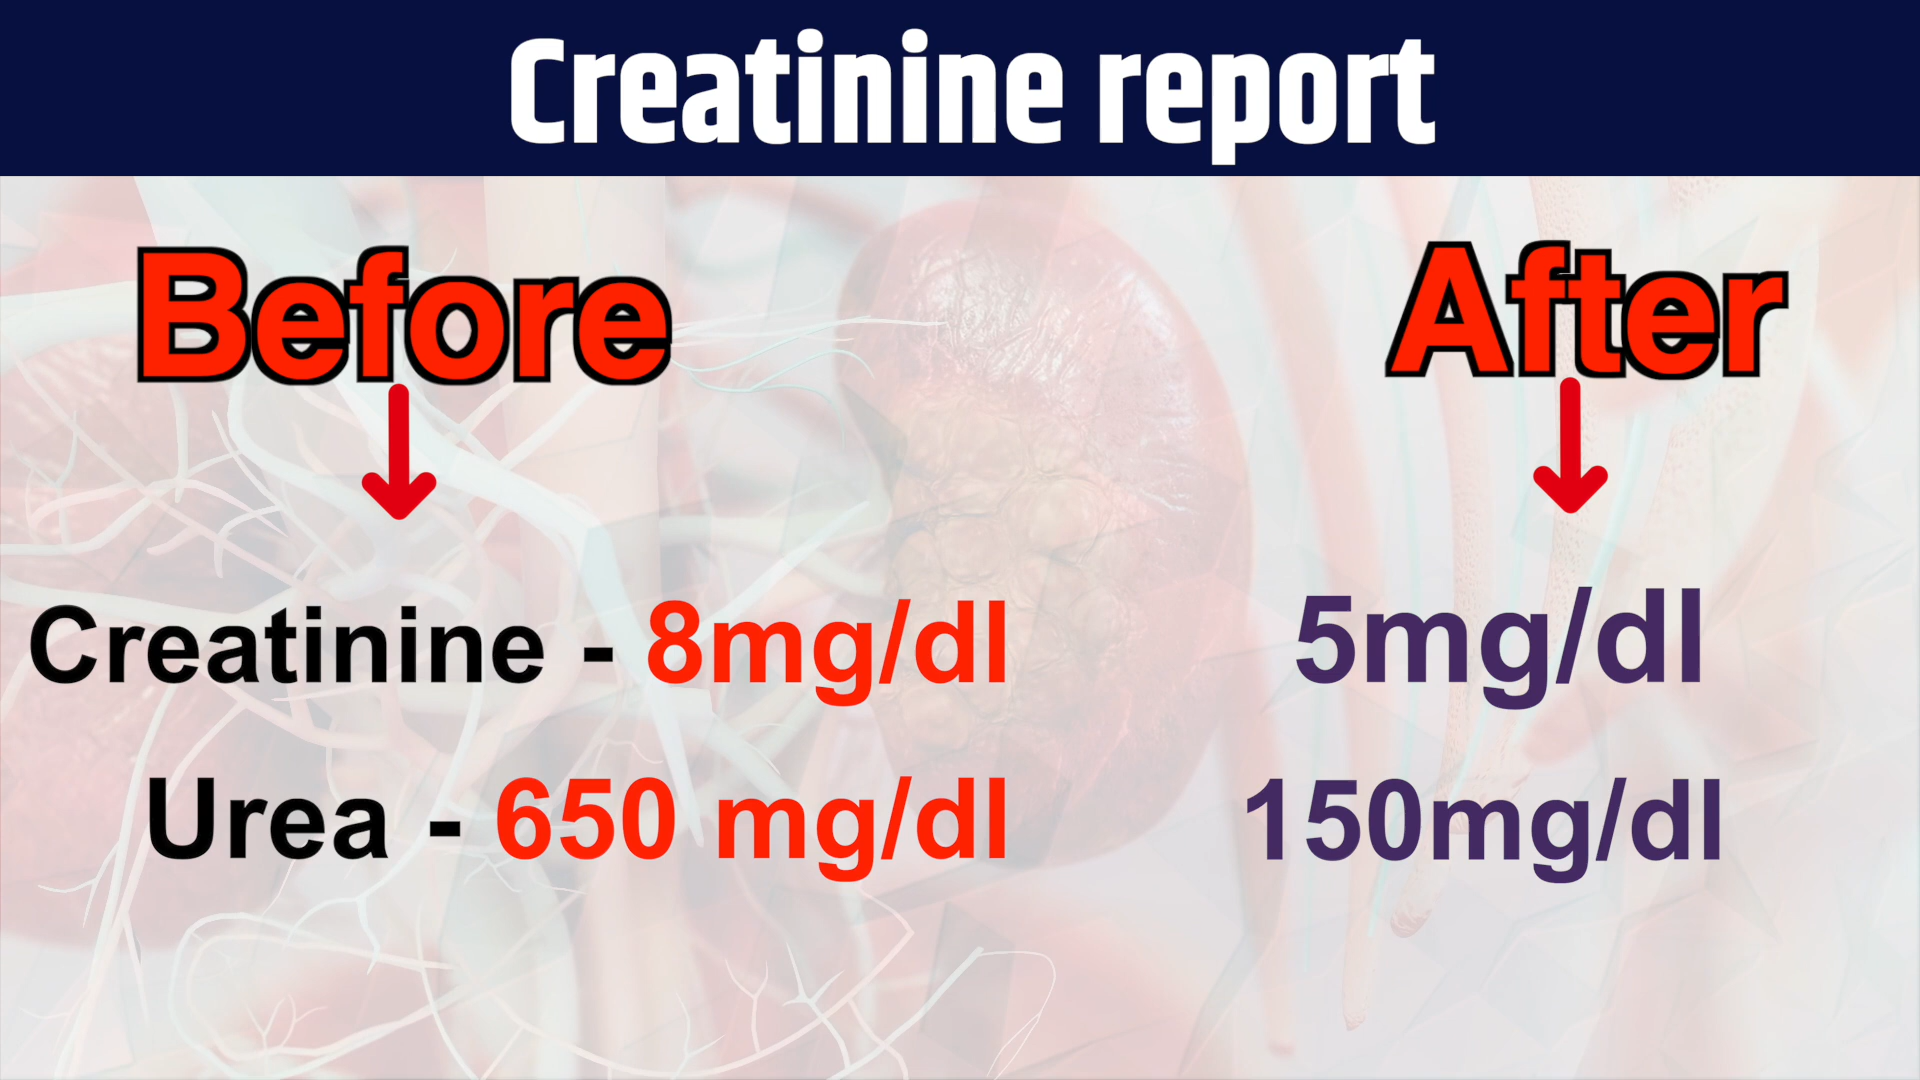 Creatinine report
Before After
Creatinine - 8mg/dl 5mg/dl
Urea - 650 mg/dl 150mg/dl